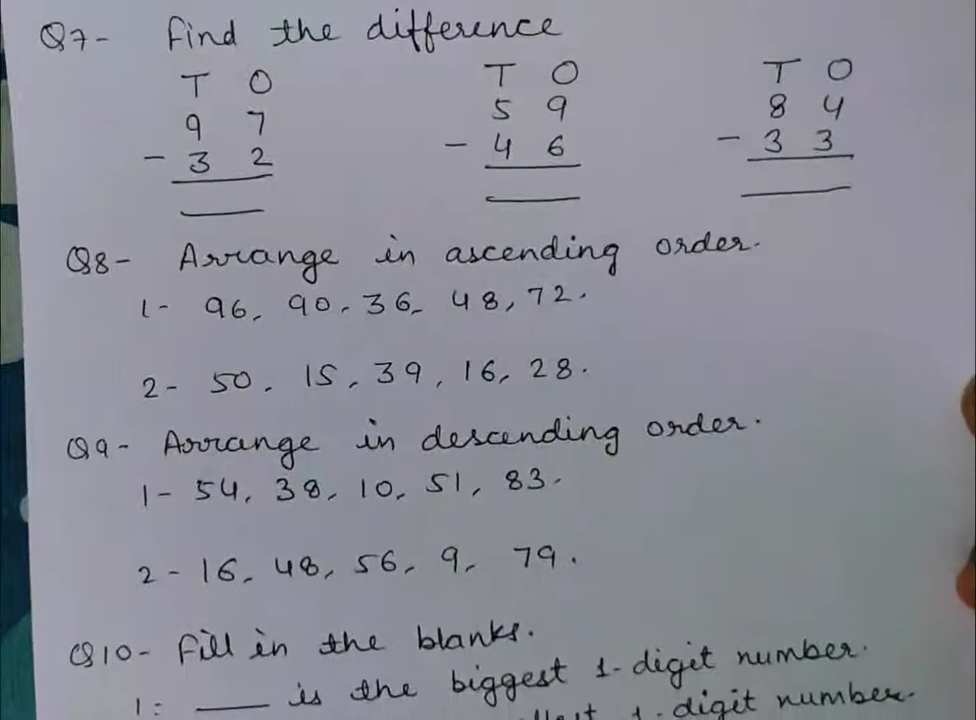 Q7- Find the difference
T O T O T O
9 7 5 9 8 4
- 3 2 - 4 6 - 3 3
Q8- Arrange in ascending order.
1- 96, 90, 36, 48, 72.
2- 50, 15, 39, 16, 28.
Q9- Arrange in descending order.
1- 54, 38, 10, 51, 83.
2- 16, 48, 56, 9, 79.
Q10- Fill in the blanks.
1: ___ is the biggest 1-digit number.
1-digit number.